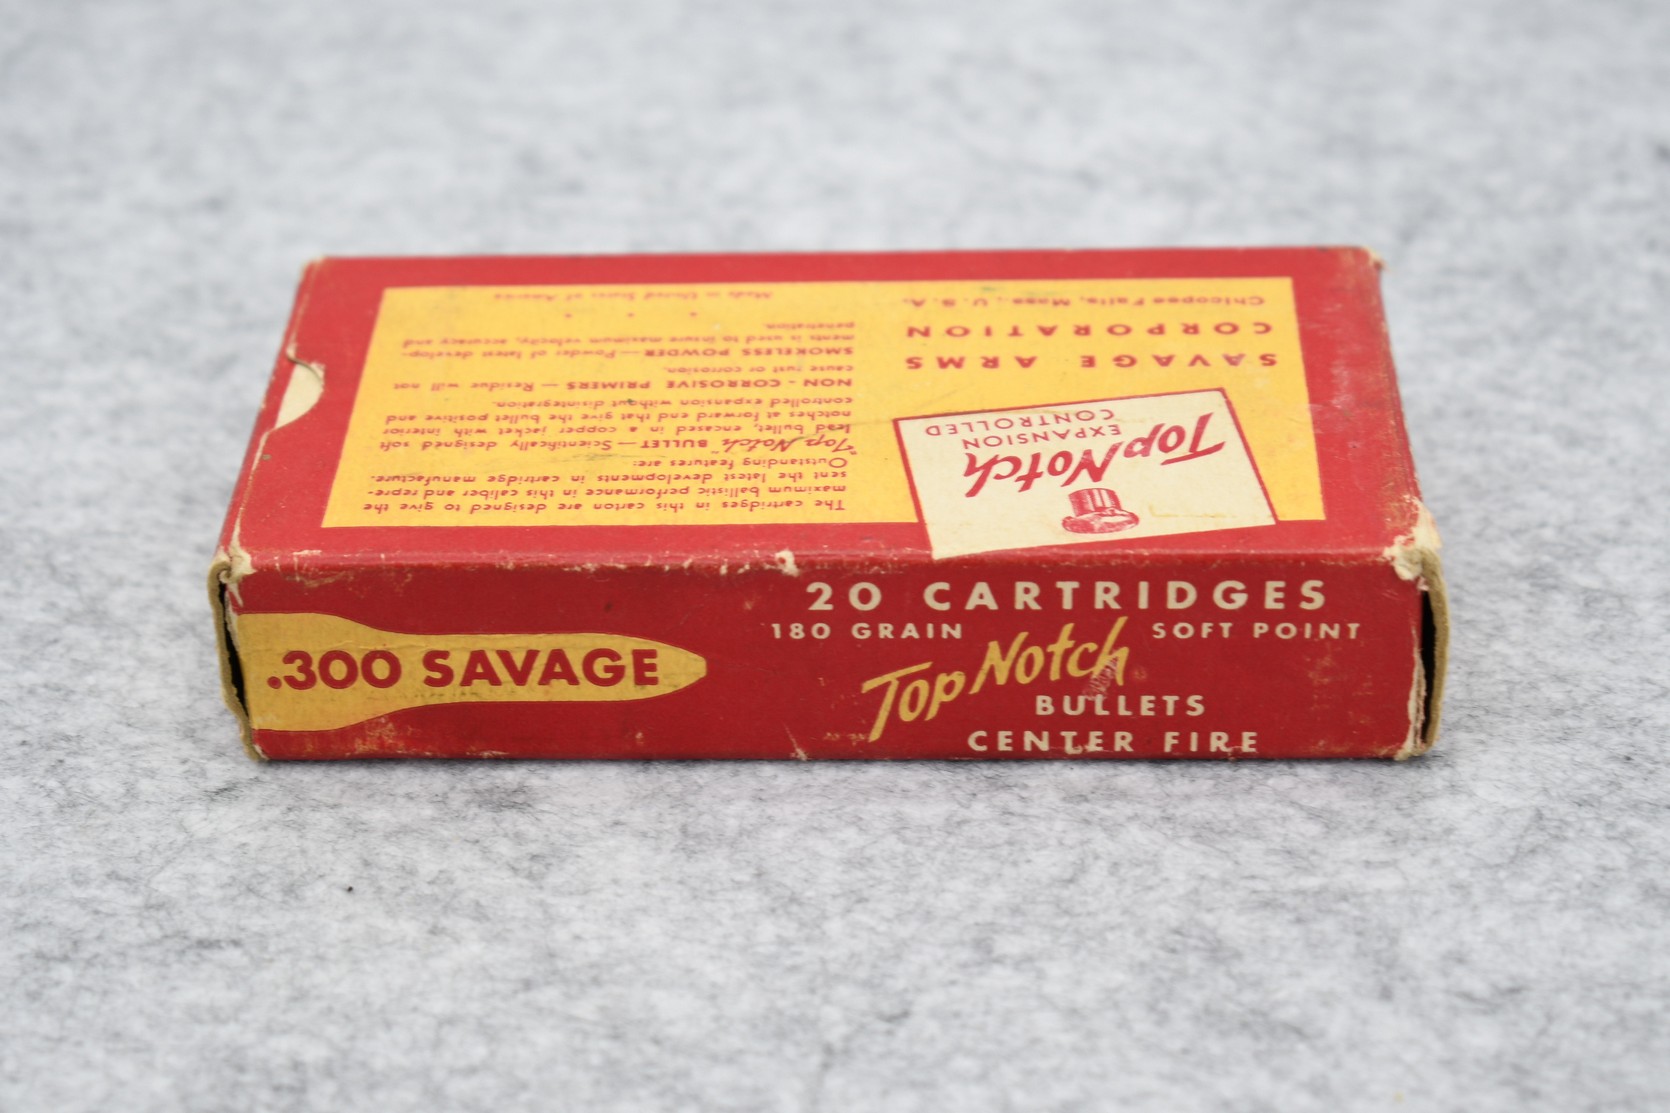 20 CARTRIDGES
180 GRAIN SOFT POINT
Top Notch
BULLETS
CENTER FIRE
.300 SAVAGE
Top Notch
EXPANSION
CONTROLLED
SAVAGE ARMS
CORPORATION
Chicopee Falls, Mass., U.S.A.
The cartridges in this carton are designed to give the
maximum ballistic performance in this caliber and repre-
sent the latest developments in cartridge manufacture.
Outstanding features are:
"Top Notch" BULLET — Scientifically designed soft
lead bullet, encased in a copper jacket with interior
notches at forward end that give the bullet positive and
controlled expansion without disintegration.
NON-CORROSIVE PRIMERS — Residue will not
cause rust or corrosion.
SMOKELESS POWDER — Powder of latest develop-
ments is used to insure maximum velocity, accuracy and
penetration.
Made in United States of America